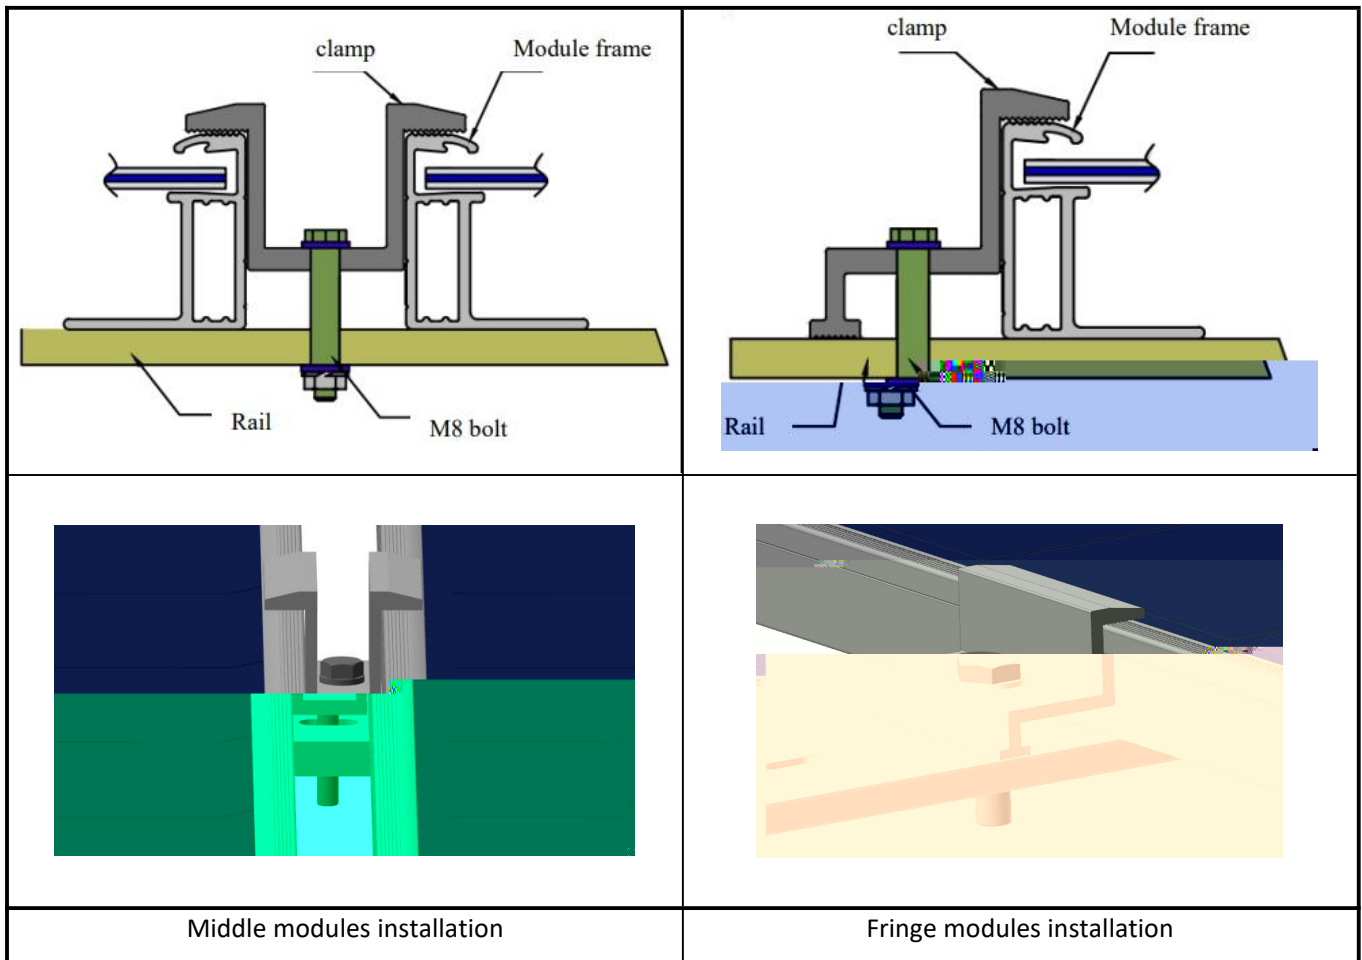 clamp
Module frame
Rail
M8 bolt
clamp
Module frame
Rail
M8 bolt
Middle modules installation
Fringe modules installation